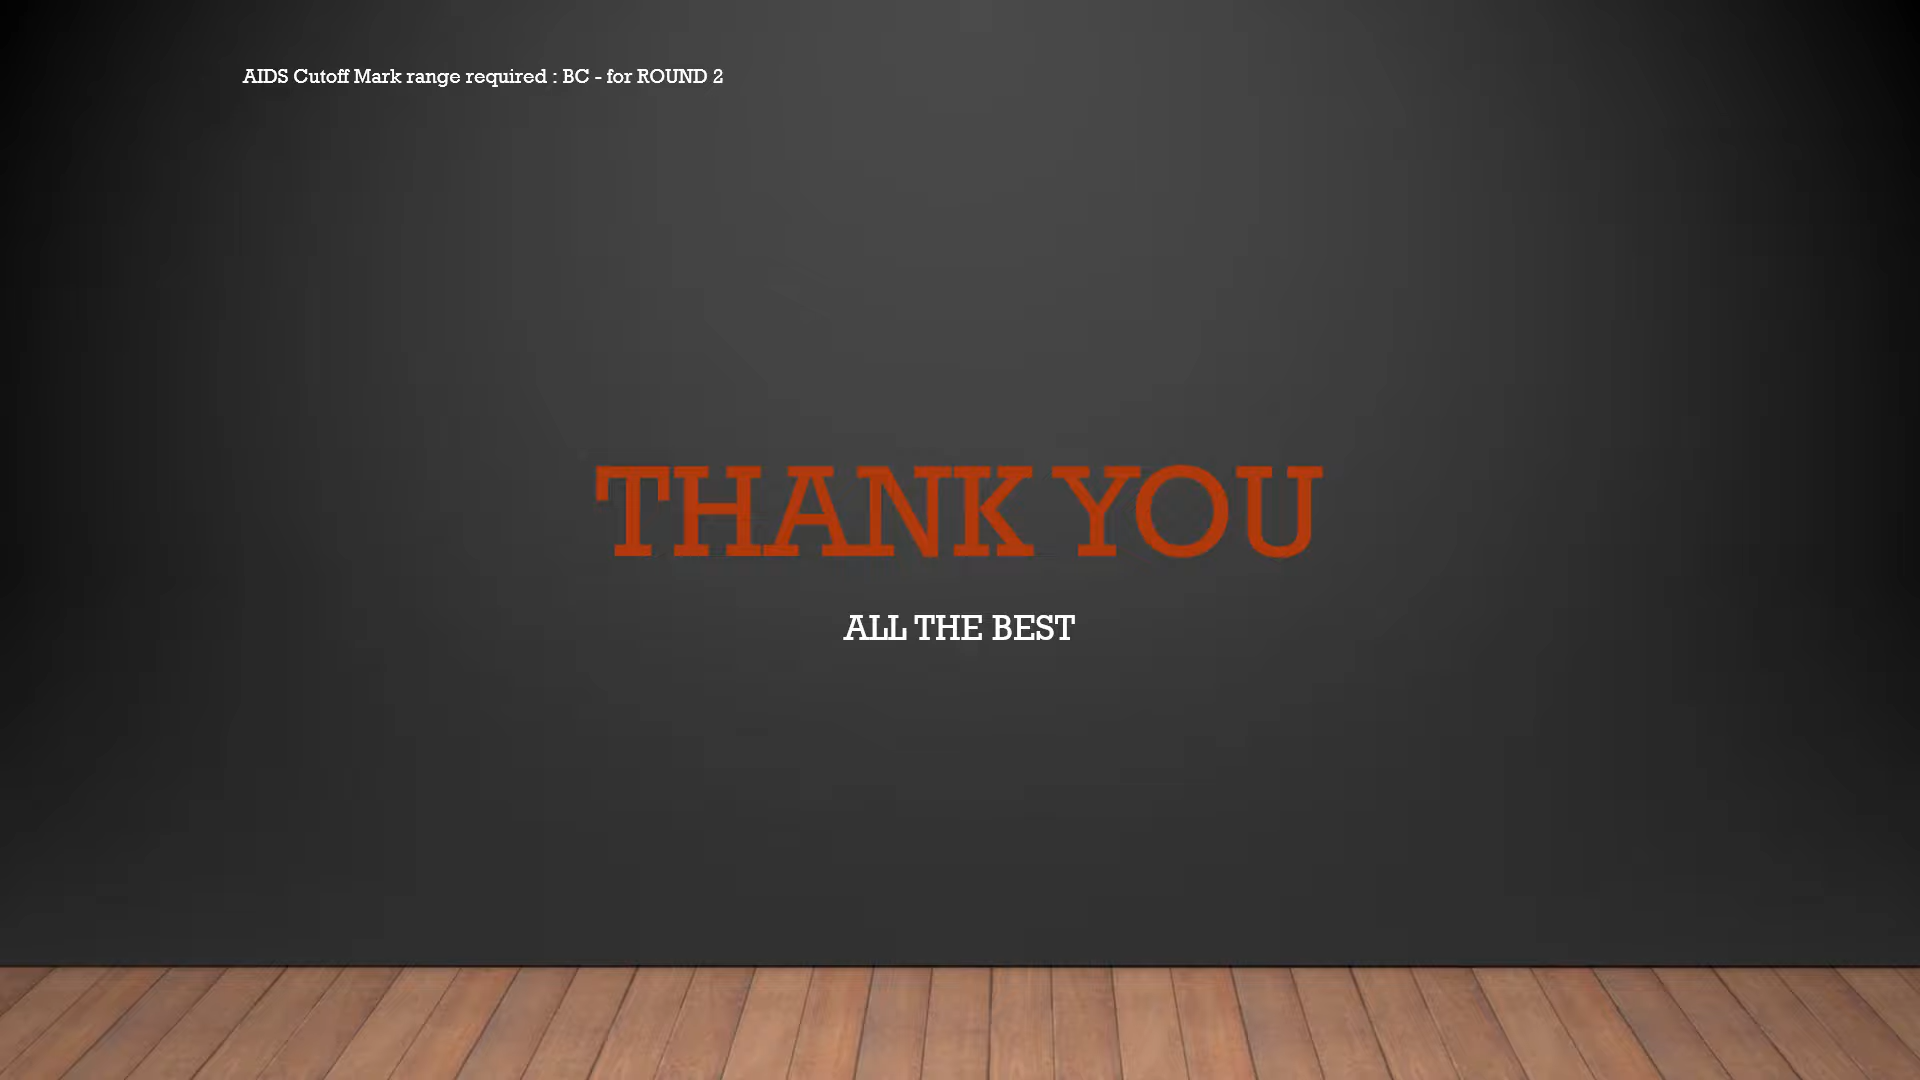 AIDS Cutoff Mark range required : BC - for ROUND 2
THANK YOU
ALL THE BEST